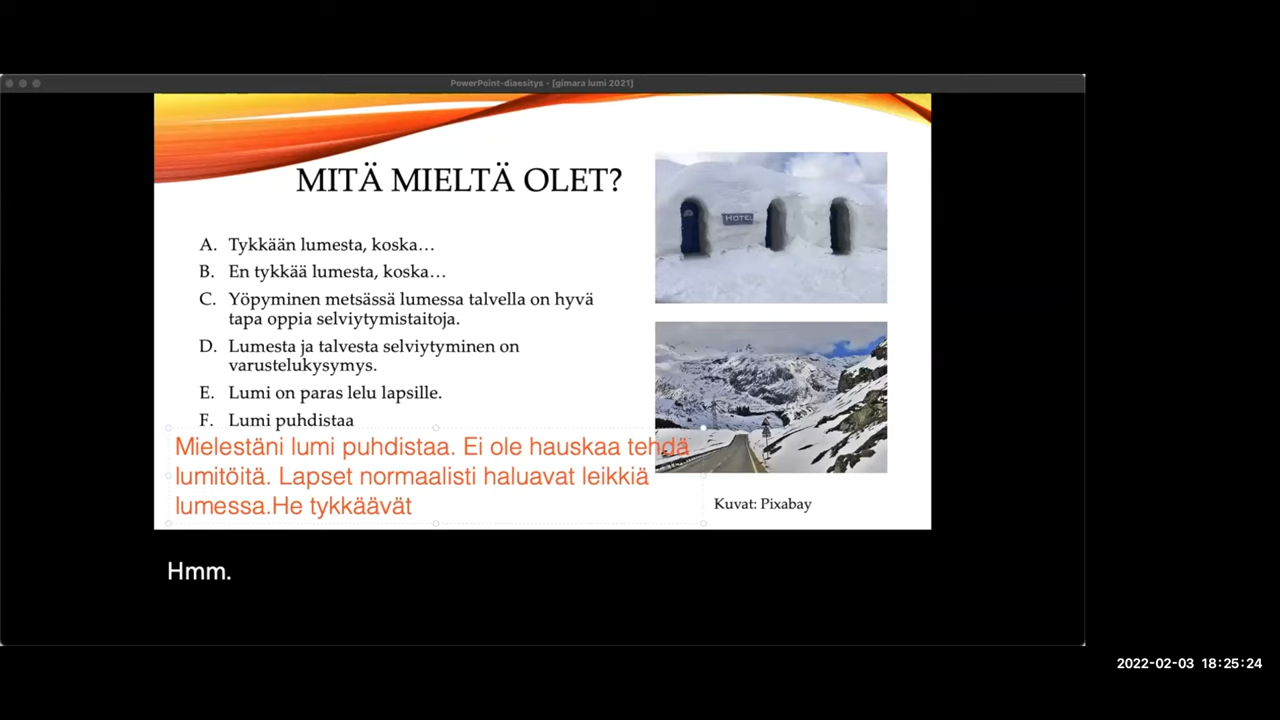 PowerPoint-diaesitys - [gimara lumi 2021]
MITÄ MIELTÄ OLET?
A. Tykkään lumesta, koska…
B. En tykkää lumesta, koska…
C. Yöpyminen metsässä lumessa talvella on hyvä
tapa oppia selviytymistaitoja.
D. Lumesta ja talvesta selviytyminen on
varustelukysymys.
E. Lumi on paras lelu lapsille.
F. Lumi puhdistaa
HOTEL
Mielestäni lumi puhdistaa. Ei ole hauskaa tehdä
lumitöitä. Lapset normaalisti haluavat leikkiä
lumessa.He tykkäävät
Kuvat: Pixabay
Hmm.
2022-02-03 18:25:24